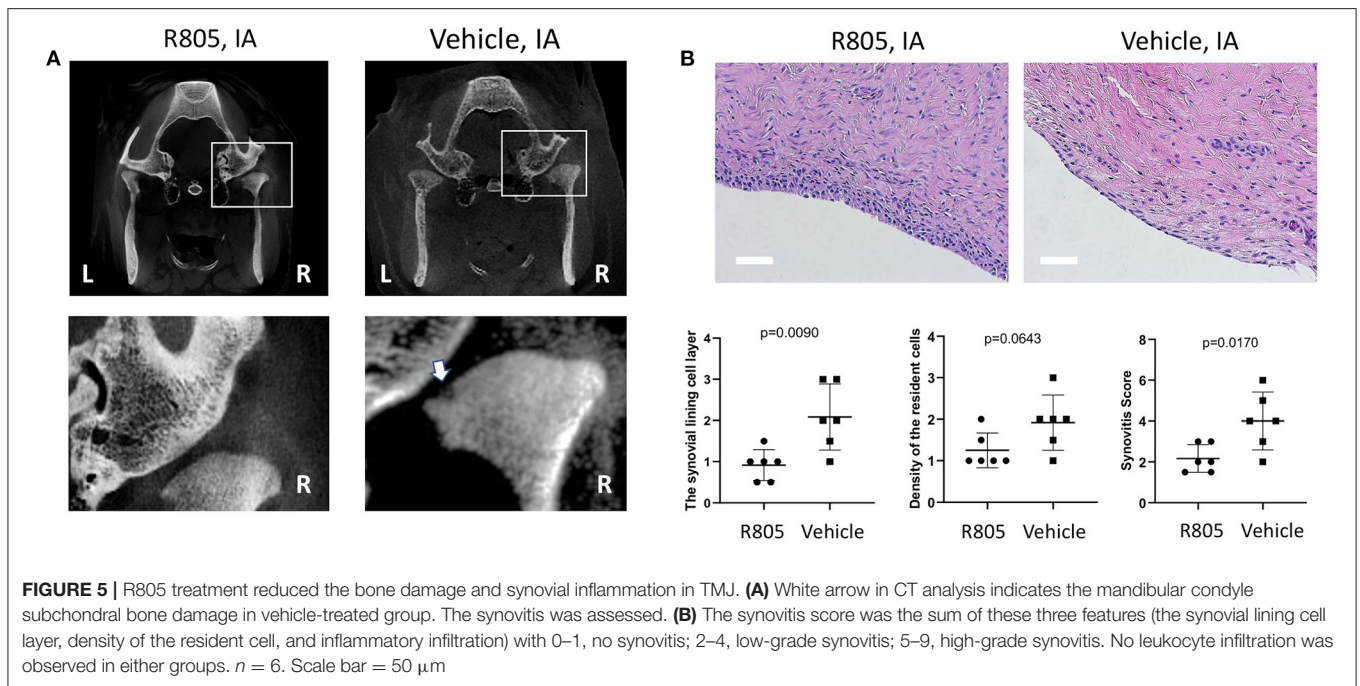 A
R805, IA
Vehicle, IA
L
R
L
R
R
R
B
R805, IA
Vehicle, IA
The synovial lining cell layer
4
3
2
1
0
p=0.0090
R805
Vehicle
Density of the resident cells
4
3
2
1
0
p=0.0643
R805
Vehicle
Synovitis Score
8
6
4
2
0
p=0.0170
R805
Vehicle
FIGURE 5 | R805 treatment reduced the bone damage and synovial inflammation in TMJ. (A) White arrow in CT analysis indicates the mandibular condyle
subchondral bone damage in vehicle-treated group. The synovitis was assessed. (B) The synovitis score was the sum of these three features (the synovial lining cell
layer, density of the resident cell, and inflammatory infiltration) with 0–1, no synovitis; 2–4, low-grade synovitis; 5–9, high-grade synovitis. No leukocyte infiltration was
observed in either groups. n = 6. Scale bar = 50 μm